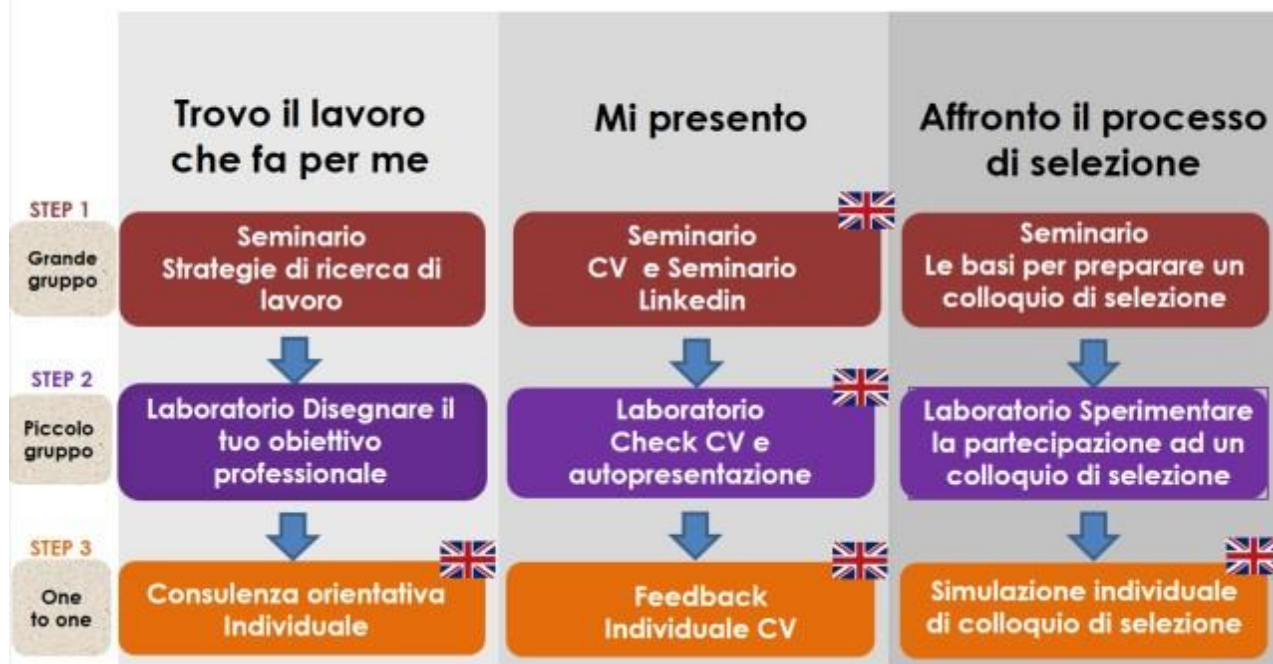 Trovo il lavoro
che fa per me
Mi presento
Affronto il processo
di selezione
STEP 1
Grande
gruppo
Seminario
Strategie di ricerca di
lavoro
Seminario
CV e Seminario
Linkedin
Seminario
Le basi per preparare un
colloquio di selezione
STEP 2
Piccolo
gruppo
Laboratorio Disegnare il
tuo obiettivo
professionale
Laboratorio
Check CV e
autopresentazione
Laboratorio Sperimentare
la partecipazione ad un
colloquio di selezione
STEP 3
One
to one
Consulenza orientativa
Individuale
Feedback
Individuale CV
Simulazione individuale
di colloquio di selezione